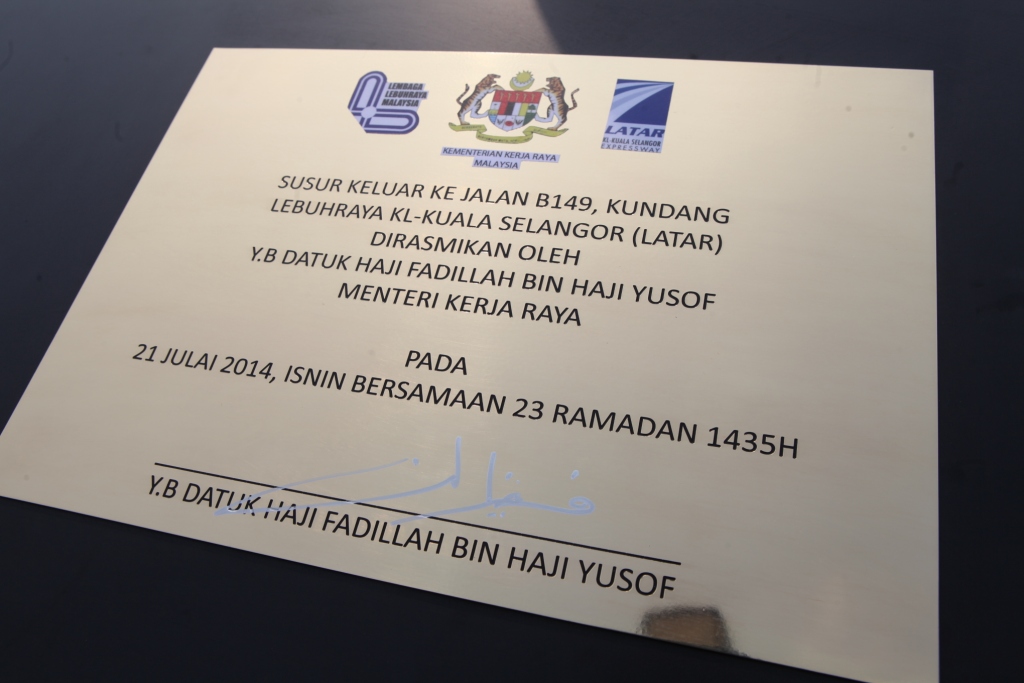 LEMBAGA
LEBUHRAYA
MALAYSIA
KEMENTERIAN KERJA RAYA
MALAYSIA
LATAR
KL-KUALA SELANGOR
EXPRESSWAY
SUSUR KELUAR KE JALAN B149, KUNDANG
LEBUHRAYA KL-KUALA SELANGOR (LATAR)
DIRASMIKAN OLEH
Y.B DATUK HAJI FADILLAH BIN HAJI YUSOF
MENTERI KERJA RAYA
PADA
21 JULAI 2014, ISNIN BERSAMAAN 23 RAMADAN 1435H
Y.B DATUK HAJI FADILLAH BIN HAJI YUSOF